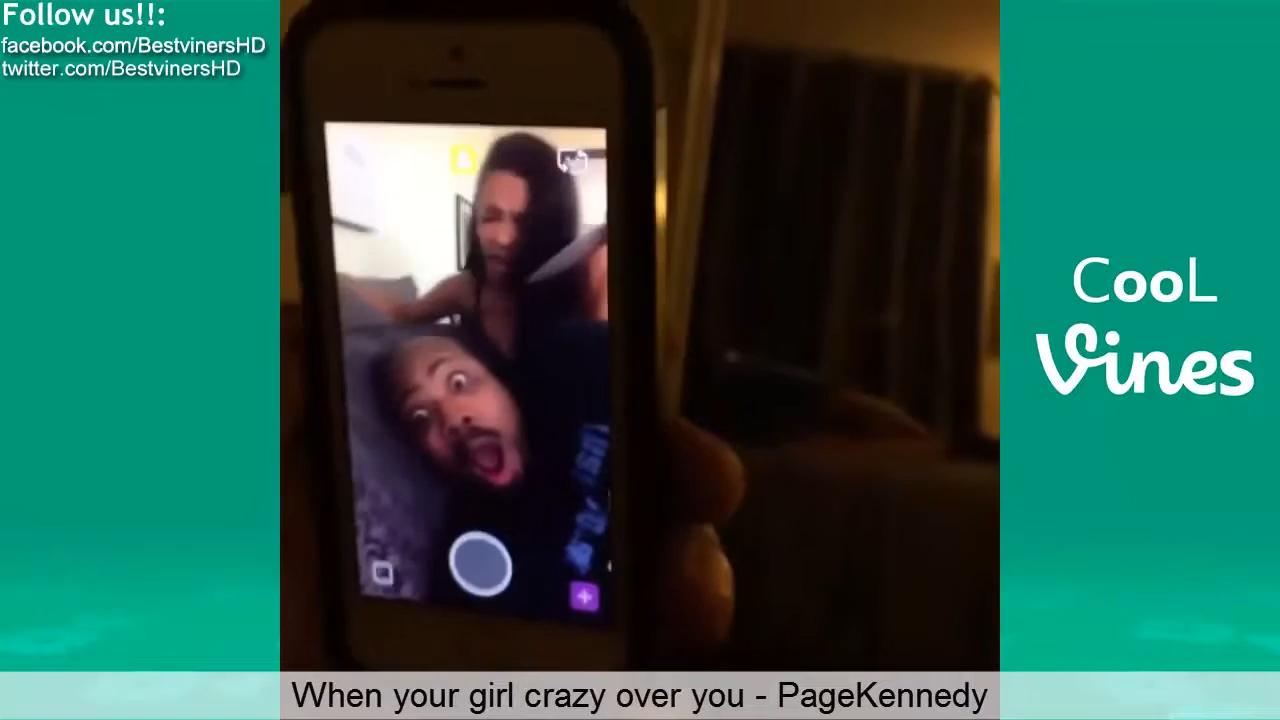 Follow us!!:
facebook.com/BestvinersHD
twitter.com/BestvinersHD
CooL
Vines
When your girl crazy over you - PageKennedy